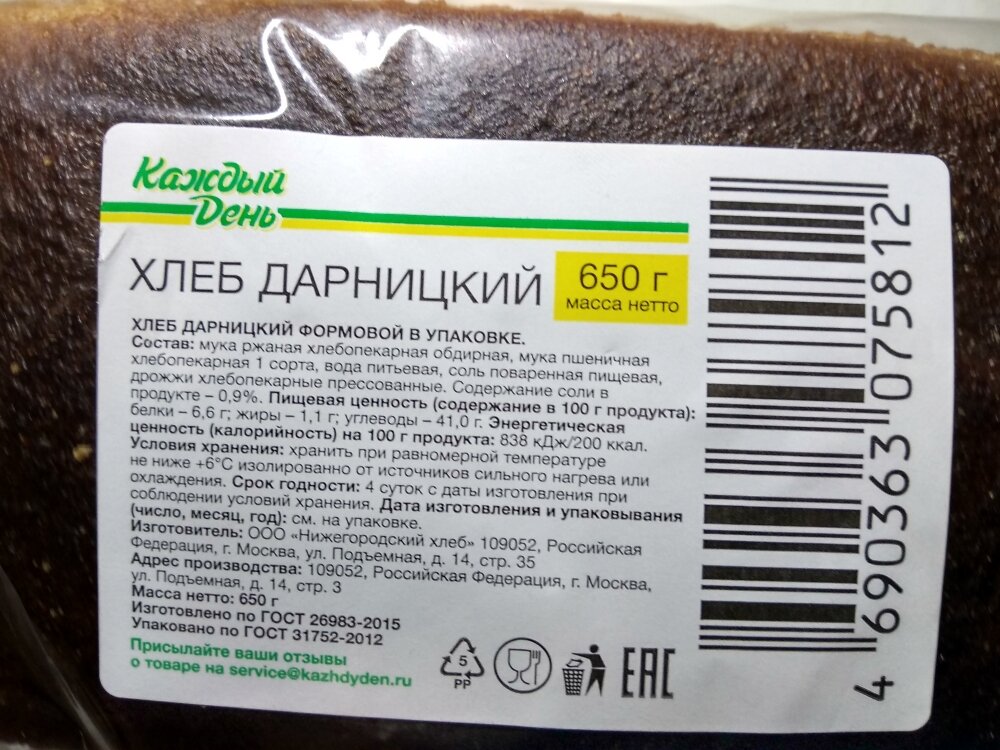 Каждый
День
ХЛЕБ ДАРНИЦКИЙ
650 г
масса нетто
ХЛЕБ ДАРНИЦКИЙ ФОРМОВОЙ В УПАКОВКЕ.
Состав: мука ржаная хлебопекарная обдирная, мука пшеничная
хлебопекарная 1 сорта, вода питьевая, соль поваренная пищевая,
дрожжи хлебопекарные прессованные. Содержание соли в
продукте – 0,9%. Пищевая ценность (содержание в 100 г продукта):
белки – 6,6 г; жиры – 1,1 г; углеводы – 41,0 г. Энергетическая
ценность (калорийность) на 100 г продукта: 838 кДж/200 ккал.
Условия хранения: хранить при равномерной температуре
не ниже +6°С изолированно от источников сильного нагрева или
охлаждения. Срок годности: 4 суток с даты изготовления при
соблюдении условий хранения. Дата изготовления и упаковывания
(число, месяц, год): см. на упаковке.
Изготовитель: ООО «Нижегородский хлеб» 109052, Российская
Федерация, г. Москва, ул. Подъемная, д. 14, стр. 35
Адрес производства: 109052, Российская Федерация, г. Москва,
ул. Подъемная, д. 14, стр. 3
Масса нетто: 650 г
Изготовлено по ГОСТ 26983-2015
Упаковано по ГОСТ 31752-2012
Присылайте ваши отзывы
о товаре на service@kazhdyden.ru
5
PP
EAC
4 690363 075812